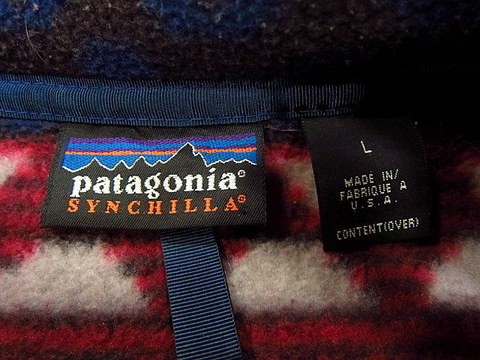 patagonia®
SYNCHILLA®
L
MADE IN/
FABRIQUE A
U.S.A.
CONTENT(OVER)